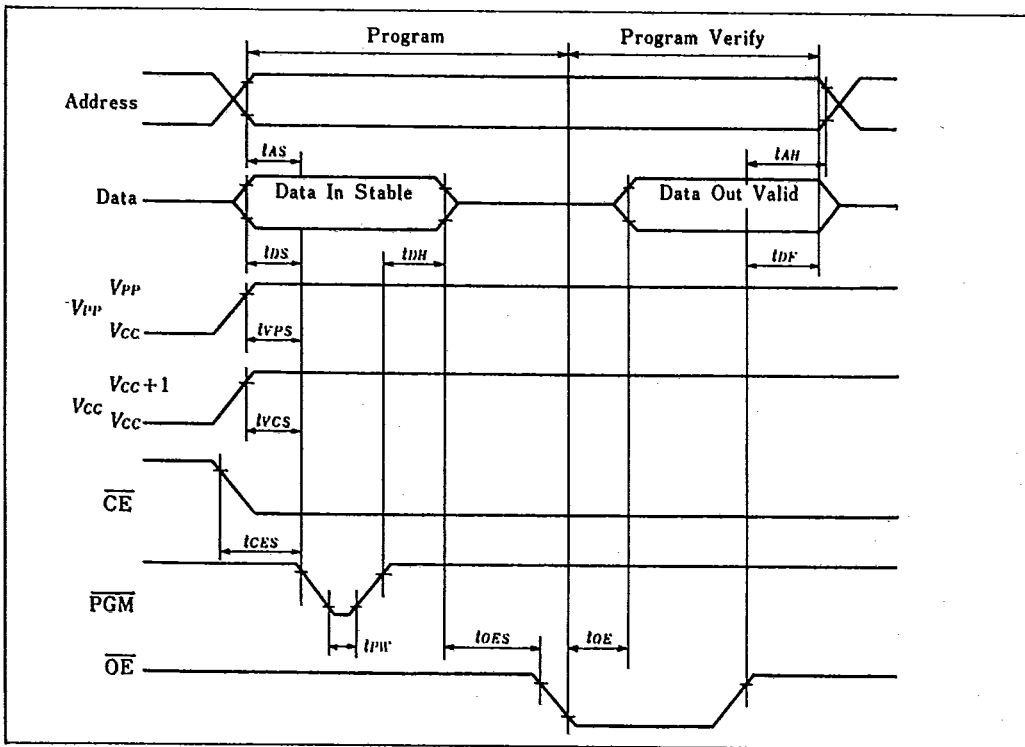 Program Program Verify
Address
tAS tAH
Data Data In Stable Data Out Valid
tDS tDH tDF
VPP
VPP
VCC tVPS
VCC+1
VCC
VCC tVCS
CE
tCES
PGM
tPW tOES tOE
OE